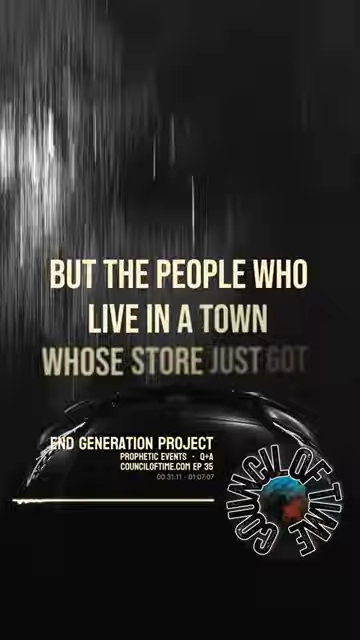 BUT THE PEOPLE WHO
LIVE IN A TOWN
WHOSE STORE JUST GOT
END GENERATION PROJECT
PROPHETIC EVENTS - Q+A
COUNCILOFTIME.COM EP 35
00:31:11 - 01:07:07
COUNCIL OF TIME